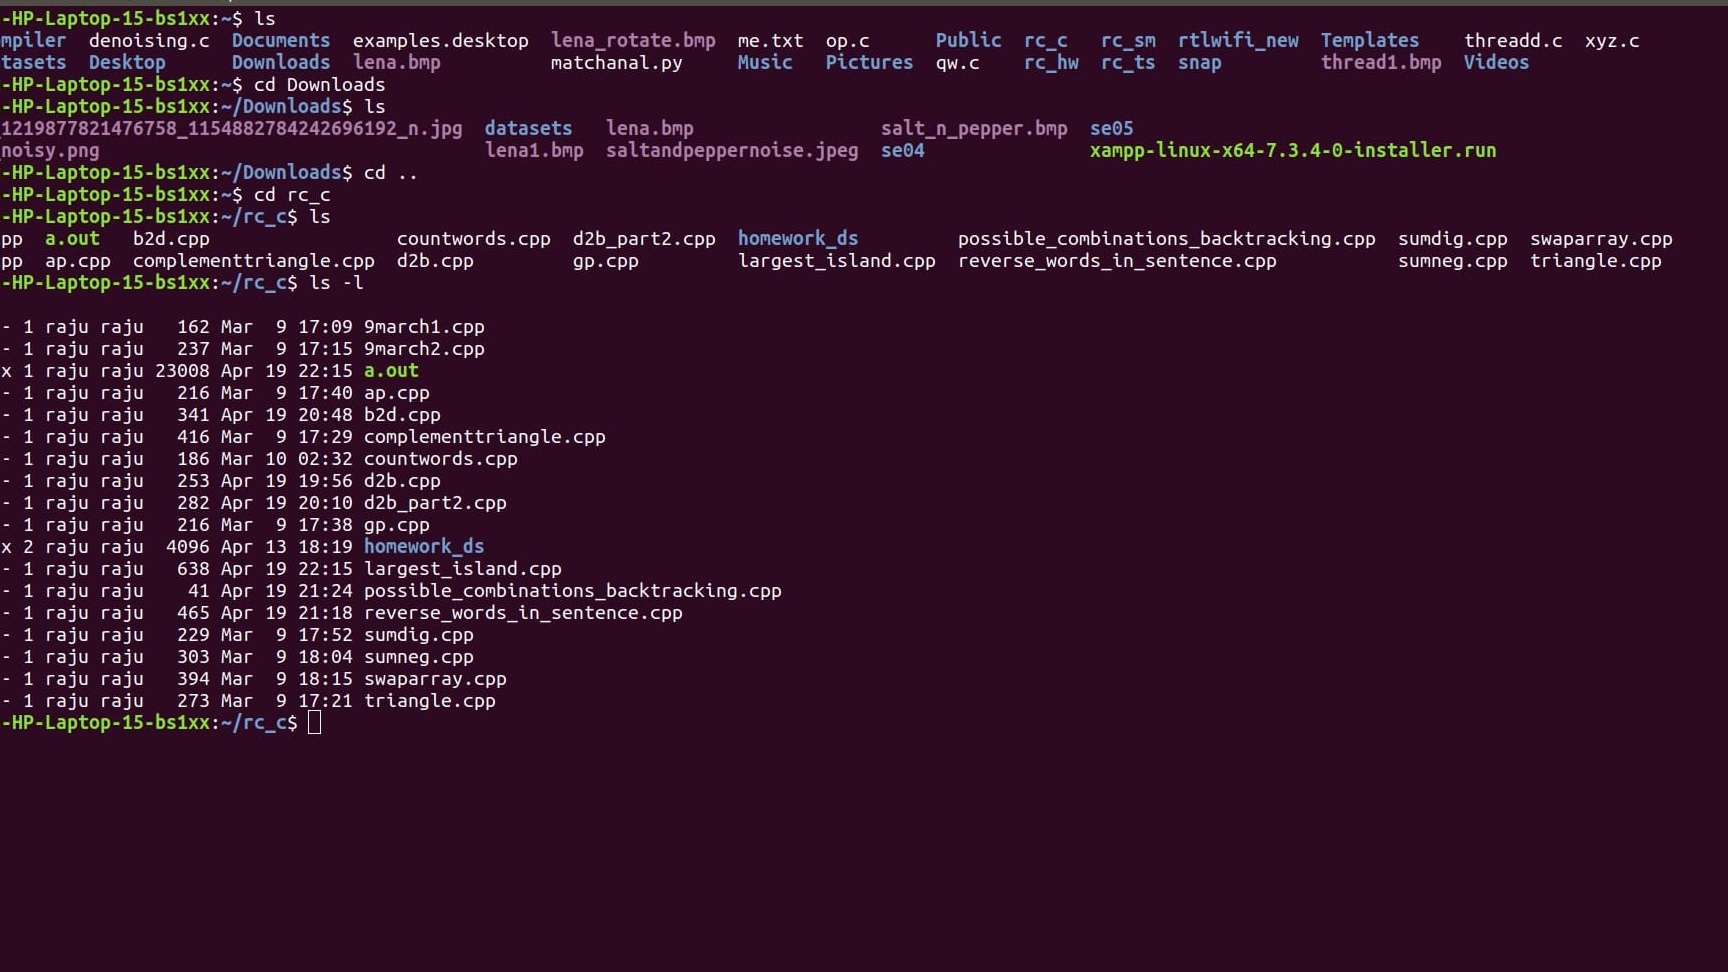 -HP-Laptop-15-bs1xx:~$ ls
mpiler denoising.c Documents examples.desktop lena_rotate.bmp me.txt op.c Public rc_c rc_sm rtlwifi_new Templates threadd.c xyz.c
tasets Desktop Downloads lena.bmp matchanal.py Music Pictures qw.c rc_hw rc_ts snap thread1.bmp Videos
-HP-Laptop-15-bs1xx:~$ cd Downloads
-HP-Laptop-15-bs1xx:~/Downloads$ ls
_1219877821476758_1154882784242696192_n.jpg datasets lena.bmp salt_n_pepper.bmp se05
noisy.png lena1.bmp saltandpeppernoise.jpeg se04 xampp-linux-x64-7.3.4-0-installer.run
-HP-Laptop-15-bs1xx:~/Downloads$ cd ..
-HP-Laptop-15-bs1xx:~$ cd rc_c
-HP-Laptop-15-bs1xx:~/rc_c$ ls
pp a.out b2d.cpp countwords.cpp d2b_part2.cpp homework_ds possible_combinations_backtracking.cpp sumdig.cpp swaparray.cpp
pp ap.cpp complementtriangle.cpp d2b.cpp gp.cpp largest_island.cpp reverse_words_in_sentence.cpp sumneg.cpp triangle.cpp
-HP-Laptop-15-bs1xx:~/rc_c$ ls -l
- 1 raju raju 162 Mar 9 17:09 9march1.cpp
- 1 raju raju 237 Mar 9 17:15 9march2.cpp
x 1 raju raju 23008 Apr 19 22:15 a.out
- 1 raju raju 216 Mar 9 17:40 ap.cpp
- 1 raju raju 341 Apr 19 20:48 b2d.cpp
- 1 raju raju 416 Mar 9 17:29 complementtriangle.cpp
- 1 raju raju 186 Mar 10 02:32 countwords.cpp
- 1 raju raju 253 Apr 19 19:56 d2b.cpp
- 1 raju raju 282 Apr 19 20:10 d2b_part2.cpp
- 1 raju raju 216 Mar 9 17:38 gp.cpp
x 2 raju raju 4096 Apr 13 18:19 homework_ds
- 1 raju raju 638 Apr 19 22:15 largest_island.cpp
- 1 raju raju 41 Apr 19 21:24 possible_combinations_backtracking.cpp
- 1 raju raju 465 Apr 19 21:18 reverse_words_in_sentence.cpp
- 1 raju raju 229 Mar 9 17:52 sumdig.cpp
- 1 raju raju 303 Mar 9 18:04 sumneg.cpp
- 1 raju raju 394 Mar 9 18:15 swaparray.cpp
- 1 raju raju 273 Mar 9 17:21 triangle.cpp
-HP-Laptop-15-bs1xx:~/rc_c$